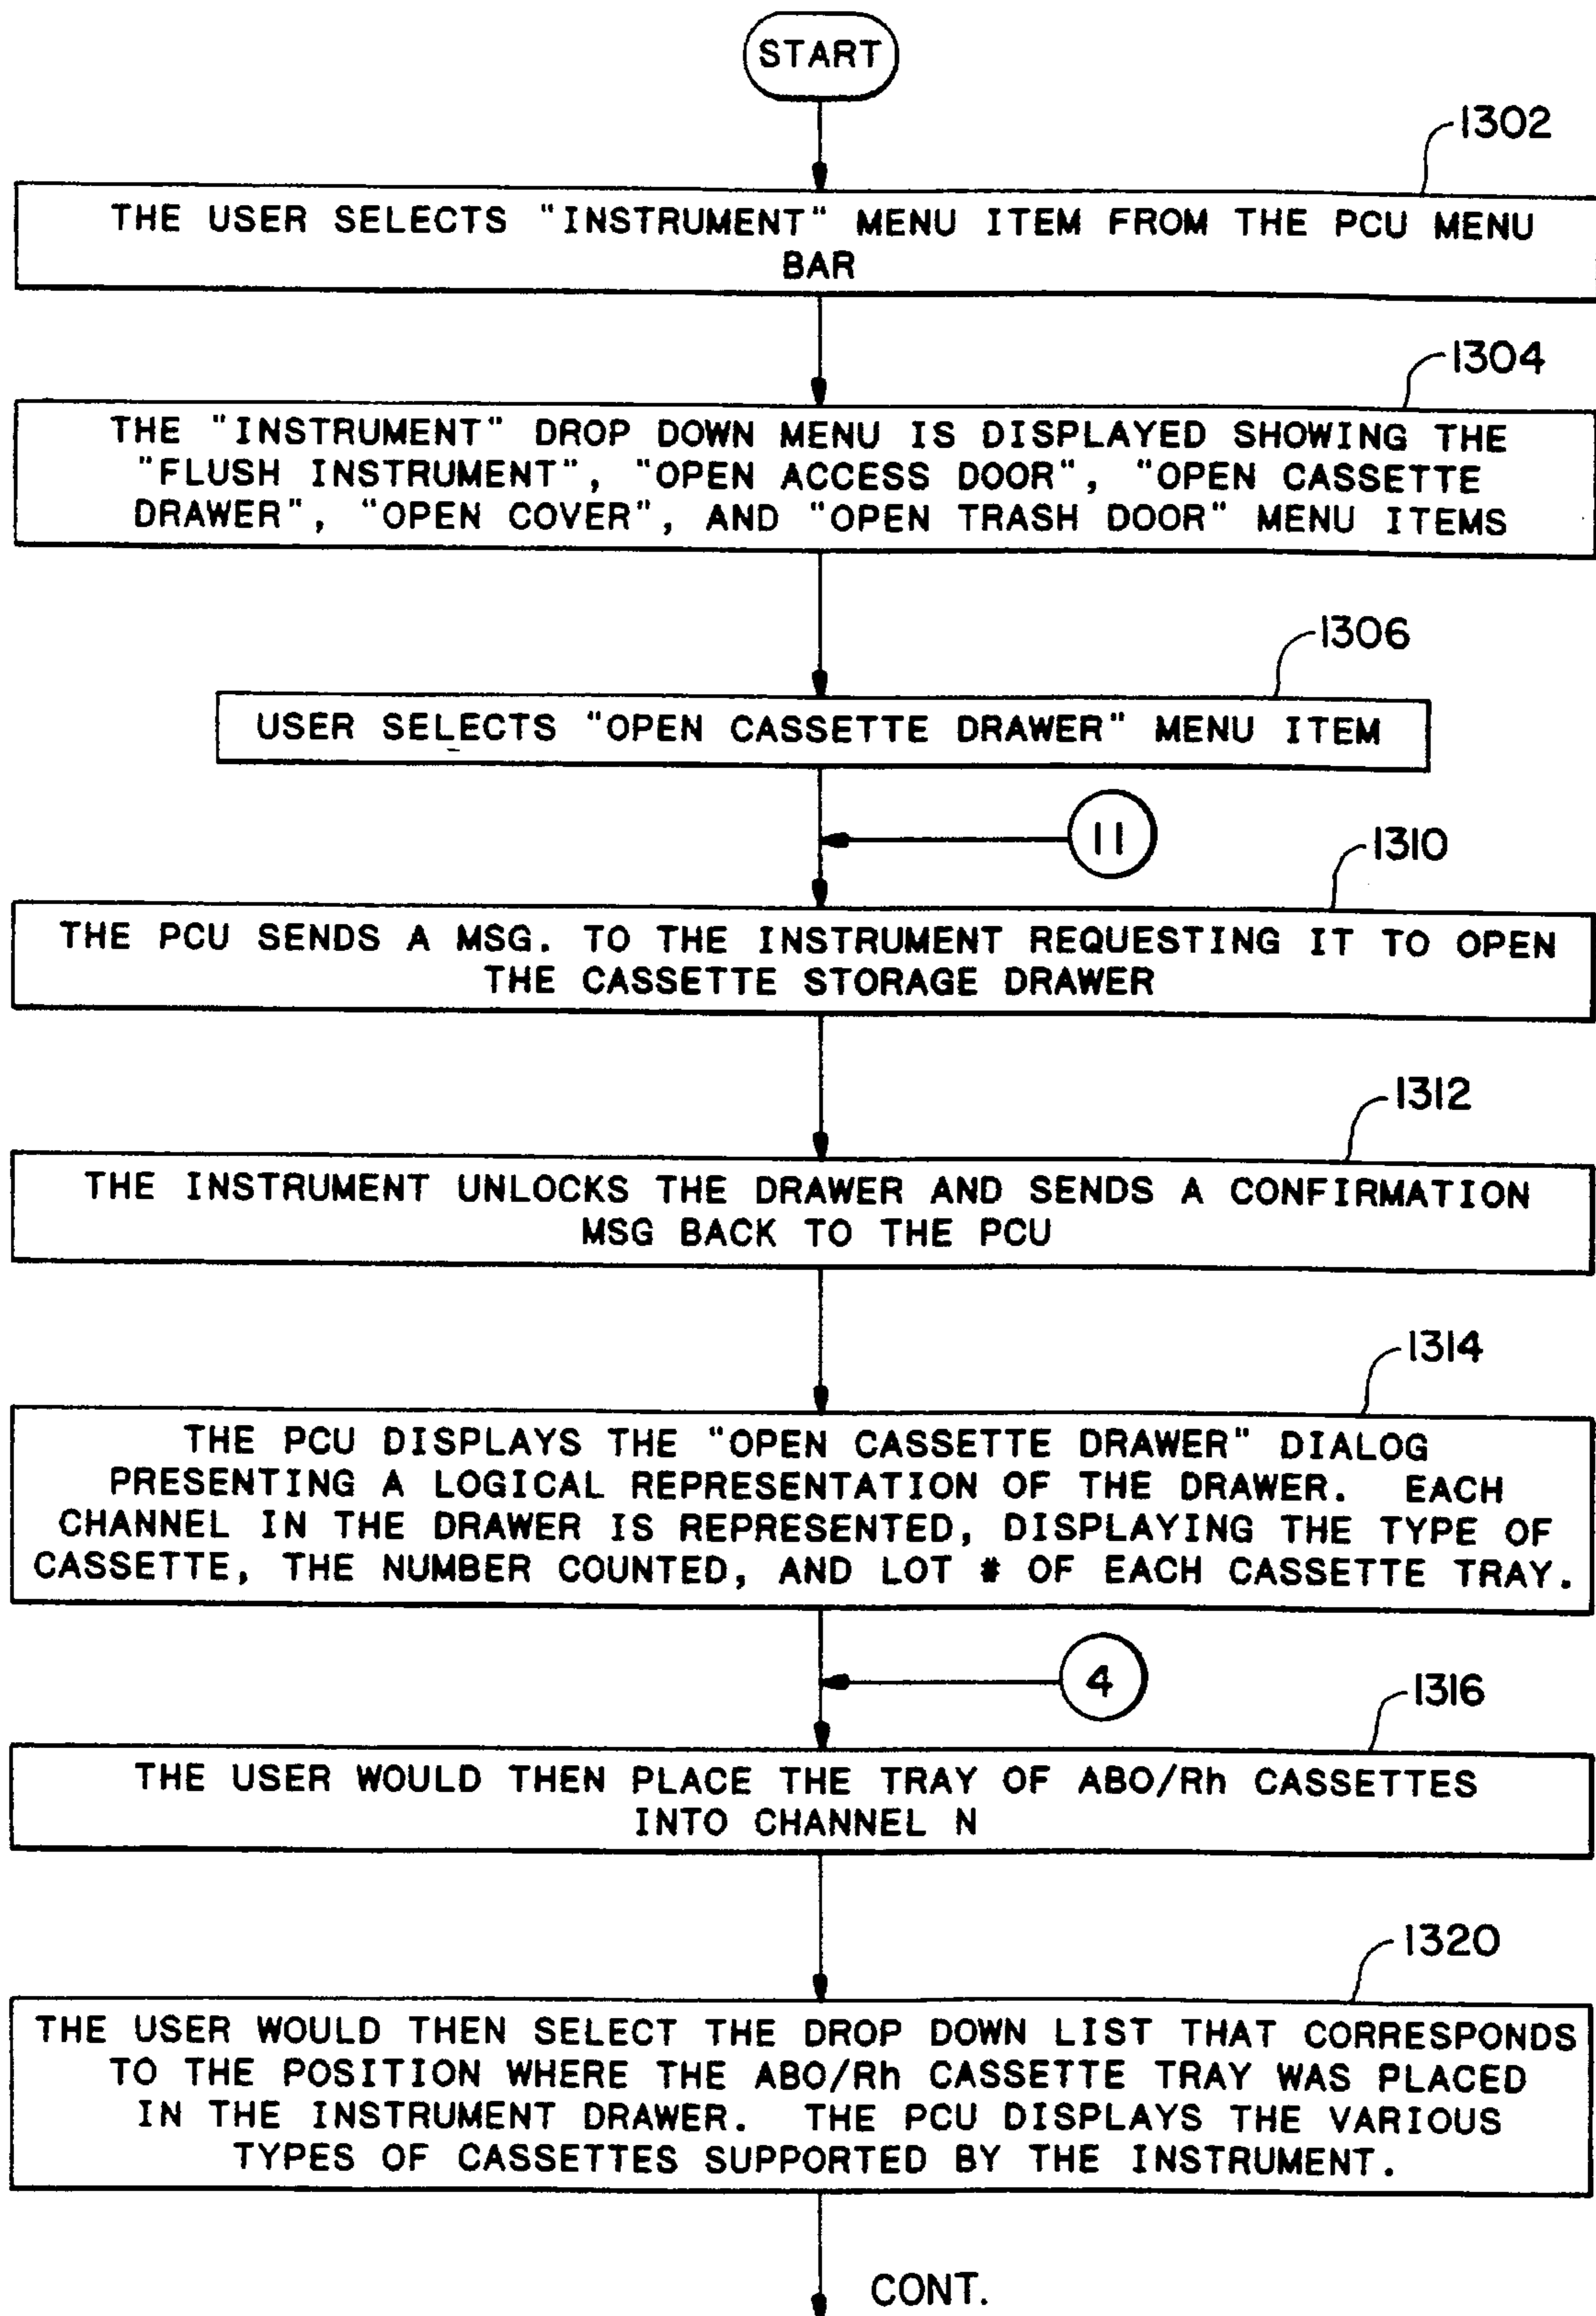 START
1302
THE USER SELECTS "INSTRUMENT" MENU ITEM FROM THE PCU MENU
BAR
1304
THE "INSTRUMENT" DROP DOWN MENU IS DISPLAYED SHOWING THE
"FLUSH INSTRUMENT", "OPEN ACCESS DOOR", "OPEN CASSETTE
DRAWER", "OPEN COVER", AND "OPEN TRASH DOOR" MENU ITEMS
1306
USER SELECTS "OPEN CASSETTE DRAWER" MENU ITEM
11
1310
THE PCU SENDS A MSG. TO THE INSTRUMENT REQUESTING IT TO OPEN
THE CASSETTE STORAGE DRAWER
1312
THE INSTRUMENT UNLOCKS THE DRAWER AND SENDS A CONFIRMATION
MSG BACK TO THE PCU
1314
THE PCU DISPLAYS THE "OPEN CASSETTE DRAWER" DIALOG
PRESENTING A LOGICAL REPRESENTATION OF THE DRAWER. EACH
CHANNEL IN THE DRAWER IS REPRESENTED, DISPLAYING THE TYPE OF
CASSETTE, THE NUMBER COUNTED, AND LOT # OF EACH CASSETTE TRAY.
4
1316
THE USER WOULD THEN PLACE THE TRAY OF ABO/Rh CASSETTES
INTO CHANNEL N
1320
THE USER WOULD THEN SELECT THE DROP DOWN LIST THAT CORRESPONDS
TO THE POSITION WHERE THE ABO/Rh CASSETTE TRAY WAS PLACED
IN THE INSTRUMENT DRAWER. THE PCU DISPLAYS THE VARIOUS
TYPES OF CASSETTES SUPPORTED BY THE INSTRUMENT.
CONT.